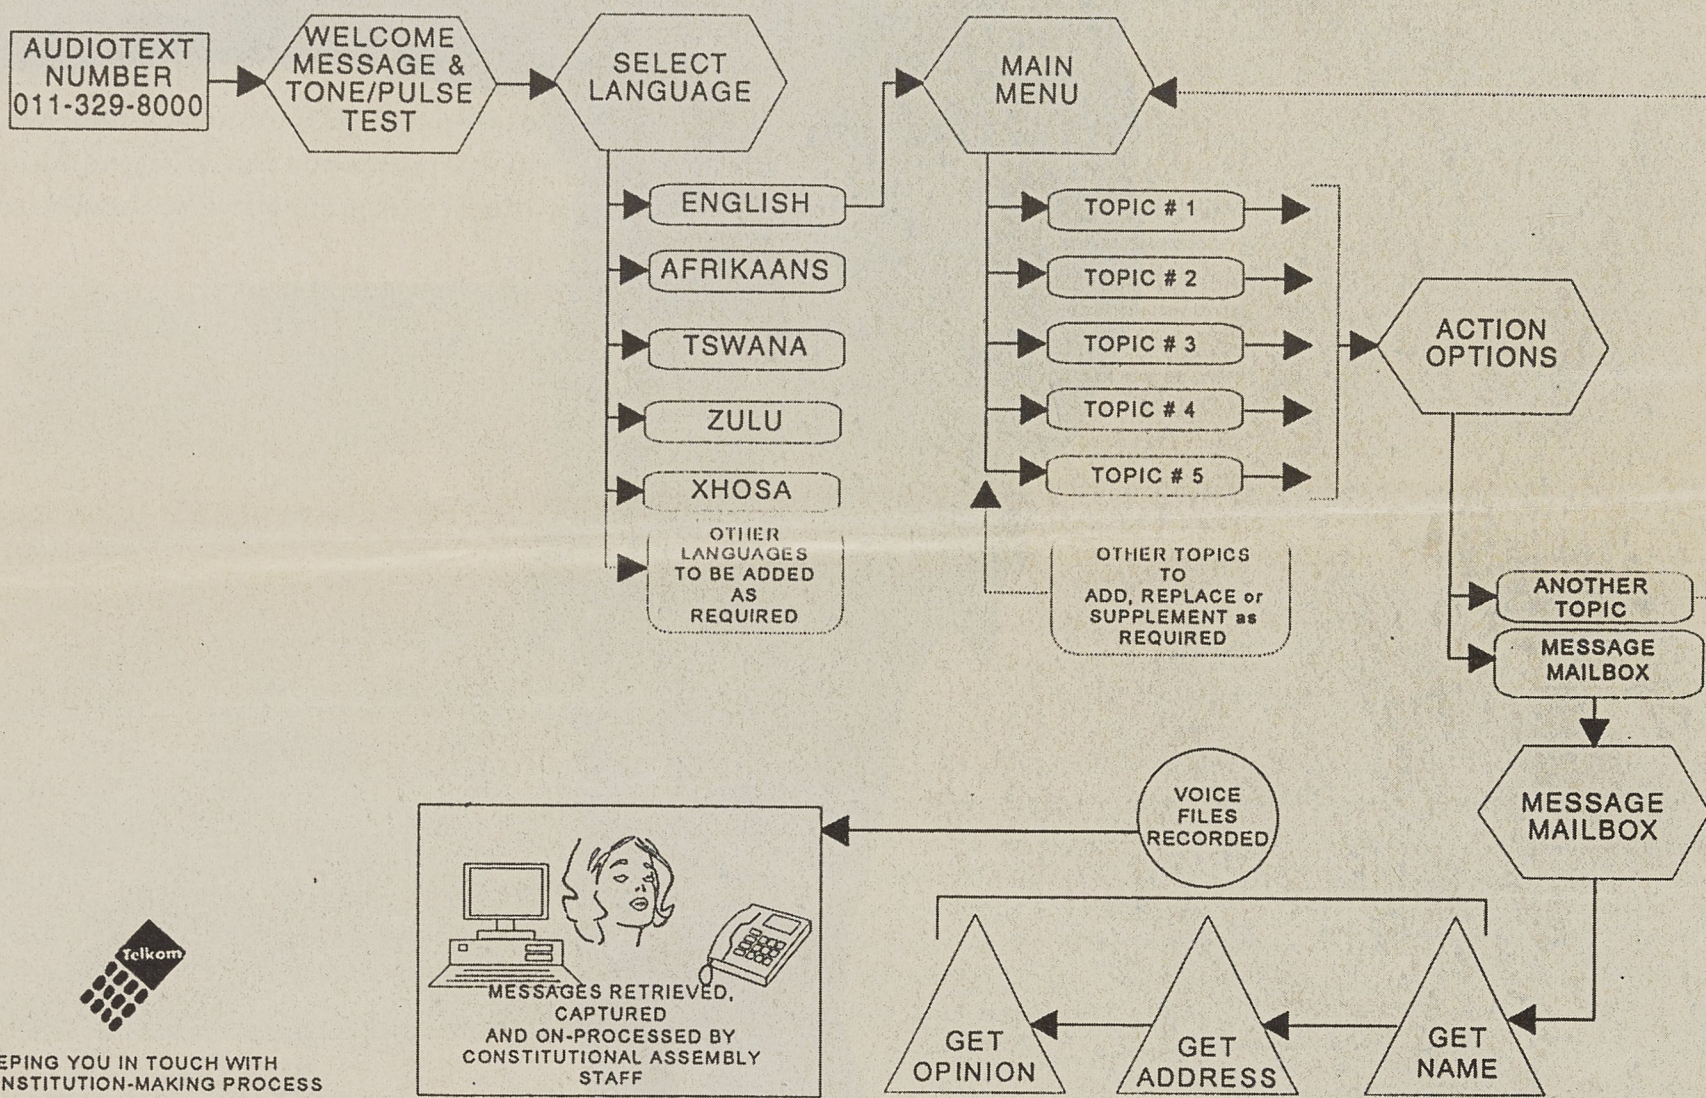 AUDIOTEXT
NUMBER
011-329-8000
WELCOME
MESSAGE &
TONE/PULSE
TEST
SELECT
LANGUAGE
MAIN
MENU
ENGLISH
AFRIKAANS
TSWANA
ZULU
XHOSA
OTHER
LANGUAGES
TO BE ADDED
AS
REQUIRED
TOPIC # 1
TOPIC # 2
TOPIC # 3
TOPIC # 4
TOPIC # 5
OTHER TOPICS
TO
ADD, REPLACE or
SUPPLEMENT as
REQUIRED
ACTION
OPTIONS
ANOTHER
TOPIC
MESSAGE
MAILBOX
MESSAGE
MAILBOX
GET
NAME
GET
ADDRESS
GET
OPINION
VOICE
FILES
RECORDED
MESSAGES RETRIEVED,
CAPTURED
AND ON-PROCESSED BY
CONSTITUTIONAL ASSEMBLY
STAFF
Telkom
EPING YOU IN TOUCH WITH
NSTITUTION-MAKING PROCESS